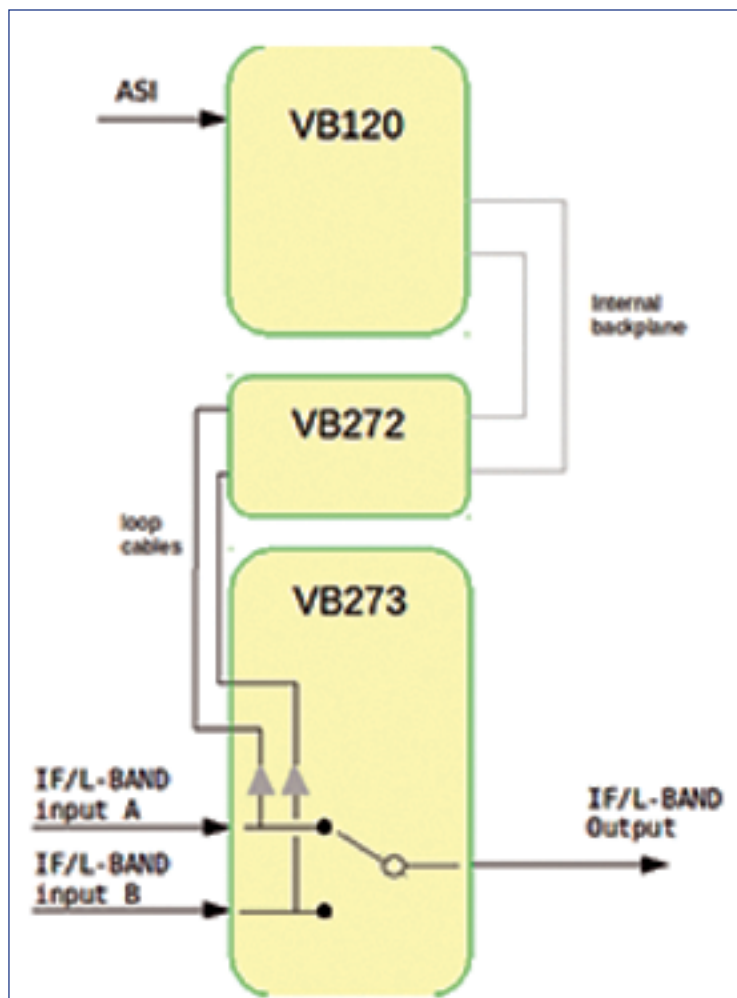 ASI
VB120
Internal
backplane
VB272
loop
cables
VB273
IF/L-BAND
input A
IF/L-BAND
Output
IF/L-BAND
input B